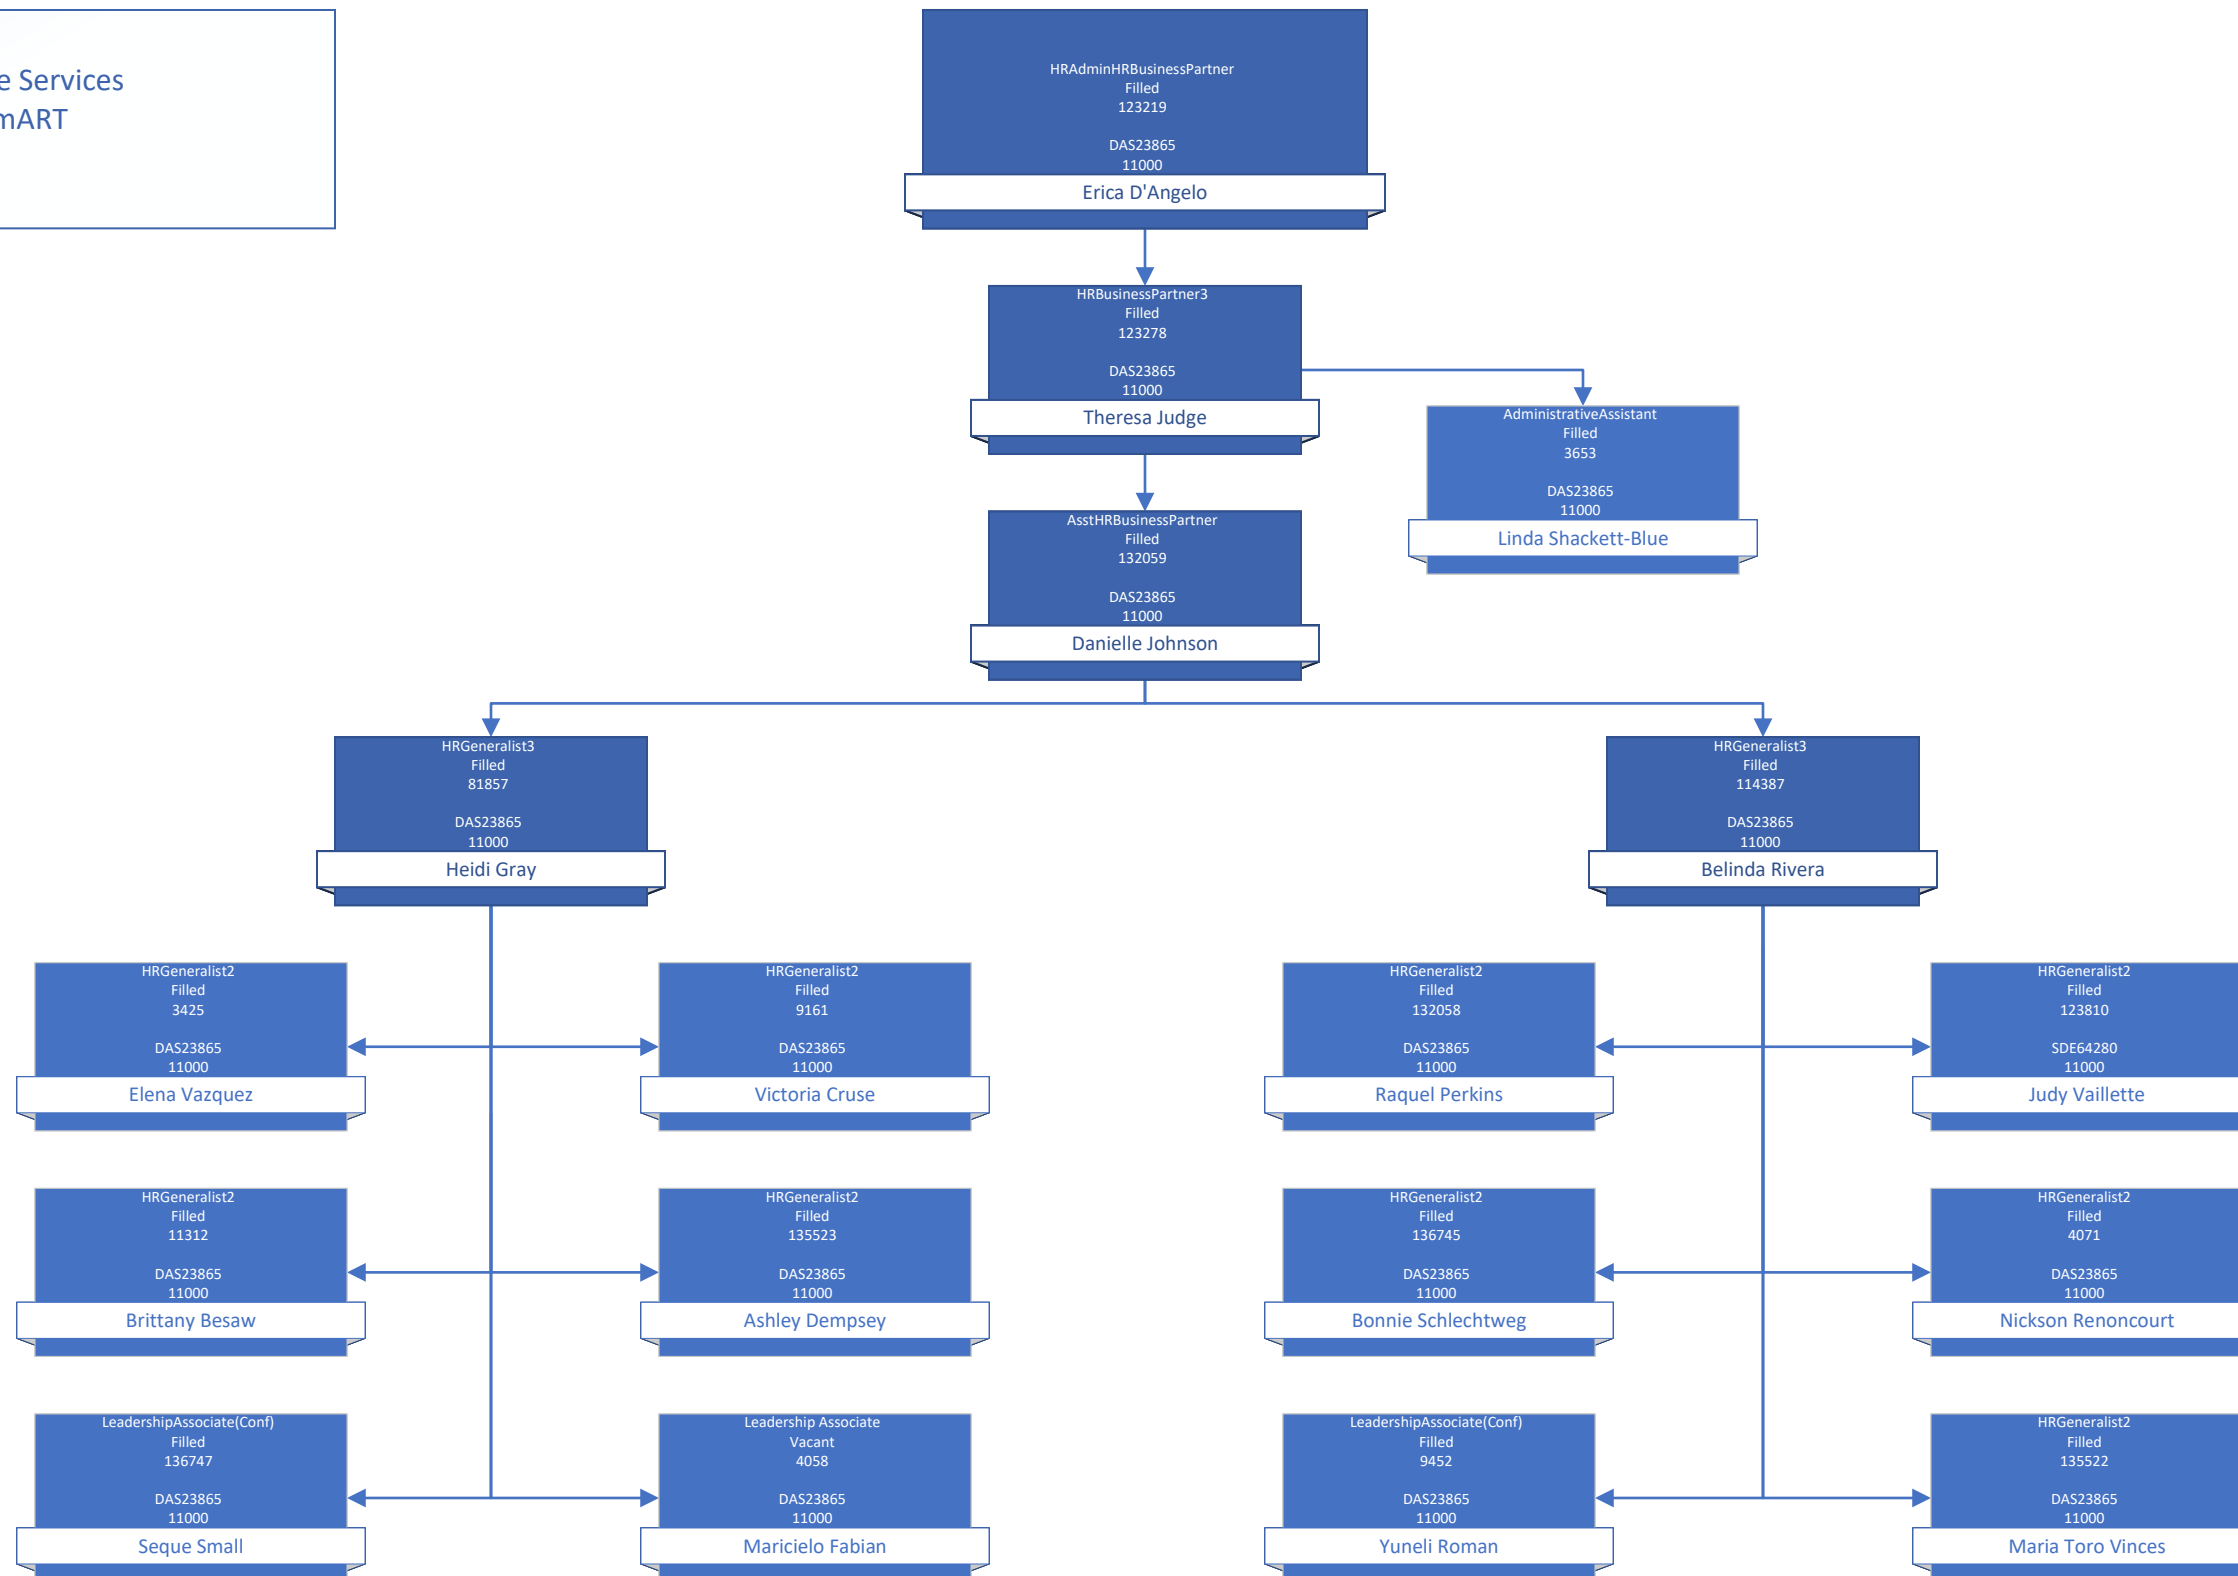 e Services
mART
HRAdminHRBusinessPartner
Filled
123219
DAS23865
11000
Erica D'Angelo
HRBusinessPartner3
Filled
123278
DAS23865
11000
Theresa Judge
AdministrativeAssistant
Filled
3653
DAS23865
11000
Linda Shackett-Blue
AsstHRBusinessPartner
Filled
132059
DAS23865
11000
Danielle Johnson
HRGeneralist3
Filled
81857
DAS23865
11000
Heidi Gray
HRGeneralist3
Filled
114387
DAS23865
11000
Belinda Rivera
HRGeneralist2
Filled
3425
DAS23865
11000
Elena Vazquez
HRGeneralist2
Filled
9161
DAS23865
11000
Victoria Cruse
HRGeneralist2
Filled
132058
DAS23865
11000
Raquel Perkins
HRGeneralist2
Filled
123810
SDE64280
11000
Judy Vaillette
HRGeneralist2
Filled
11312
DAS23865
11000
Brittany Besaw
HRGeneralist2
Filled
135523
DAS23865
11000
Ashley Dempsey
HRGeneralist2
Filled
136745
DAS23865
11000
Bonnie Schlechtweg
HRGeneralist2
Filled
4071
DAS23865
11000
Nickson Renoncourt
LeadershipAssociate(Conf)
Filled
136747
DAS23865
11000
Seque Small
Leadership Associate
Vacant
4058
DAS23865
11000
Maricielo Fabian
LeadershipAssociate(Conf)
Filled
9452
DAS23865
11000
Yuneli Roman
HRGeneralist2
Filled
135522
DAS23865
11000
Maria Toro Vinces